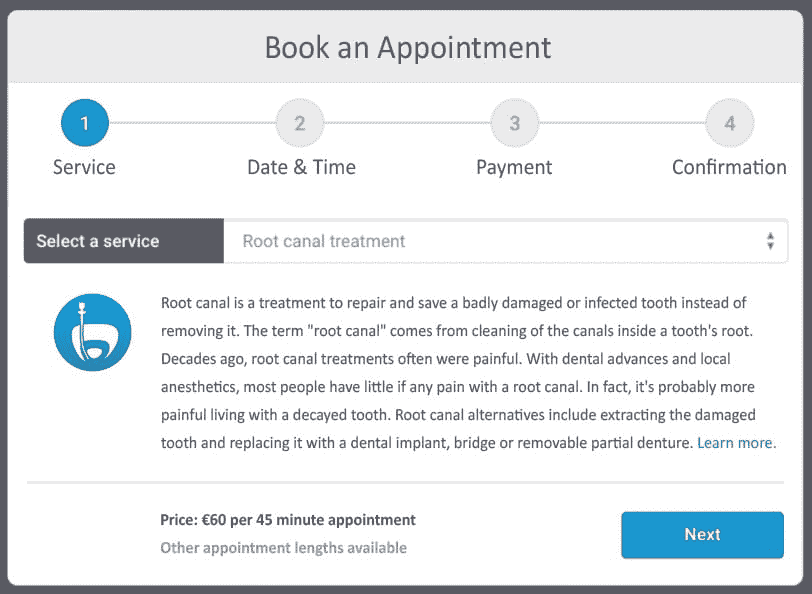 Book an Appointment
1
2
3
4
Service
Date & Time
Payment
Confirmation
Select a service
Root canal treatment
Root canal is a treatment to repair and save a badly damaged or infected tooth instead of
removing it. The term "root canal" comes from cleaning of the canals inside a tooth's root.
Decades ago, root canal treatments often were painful. With dental advances and local
anesthetics, most people have little if any pain with a root canal. In fact, it's probably more
painful living with a decayed tooth. Root canal alternatives include extracting the damaged
tooth and replacing it with a dental implant, bridge or removable partial denture. Learn more.
Price: €60 per 45 minute appointment
Other appointment lengths available
Next